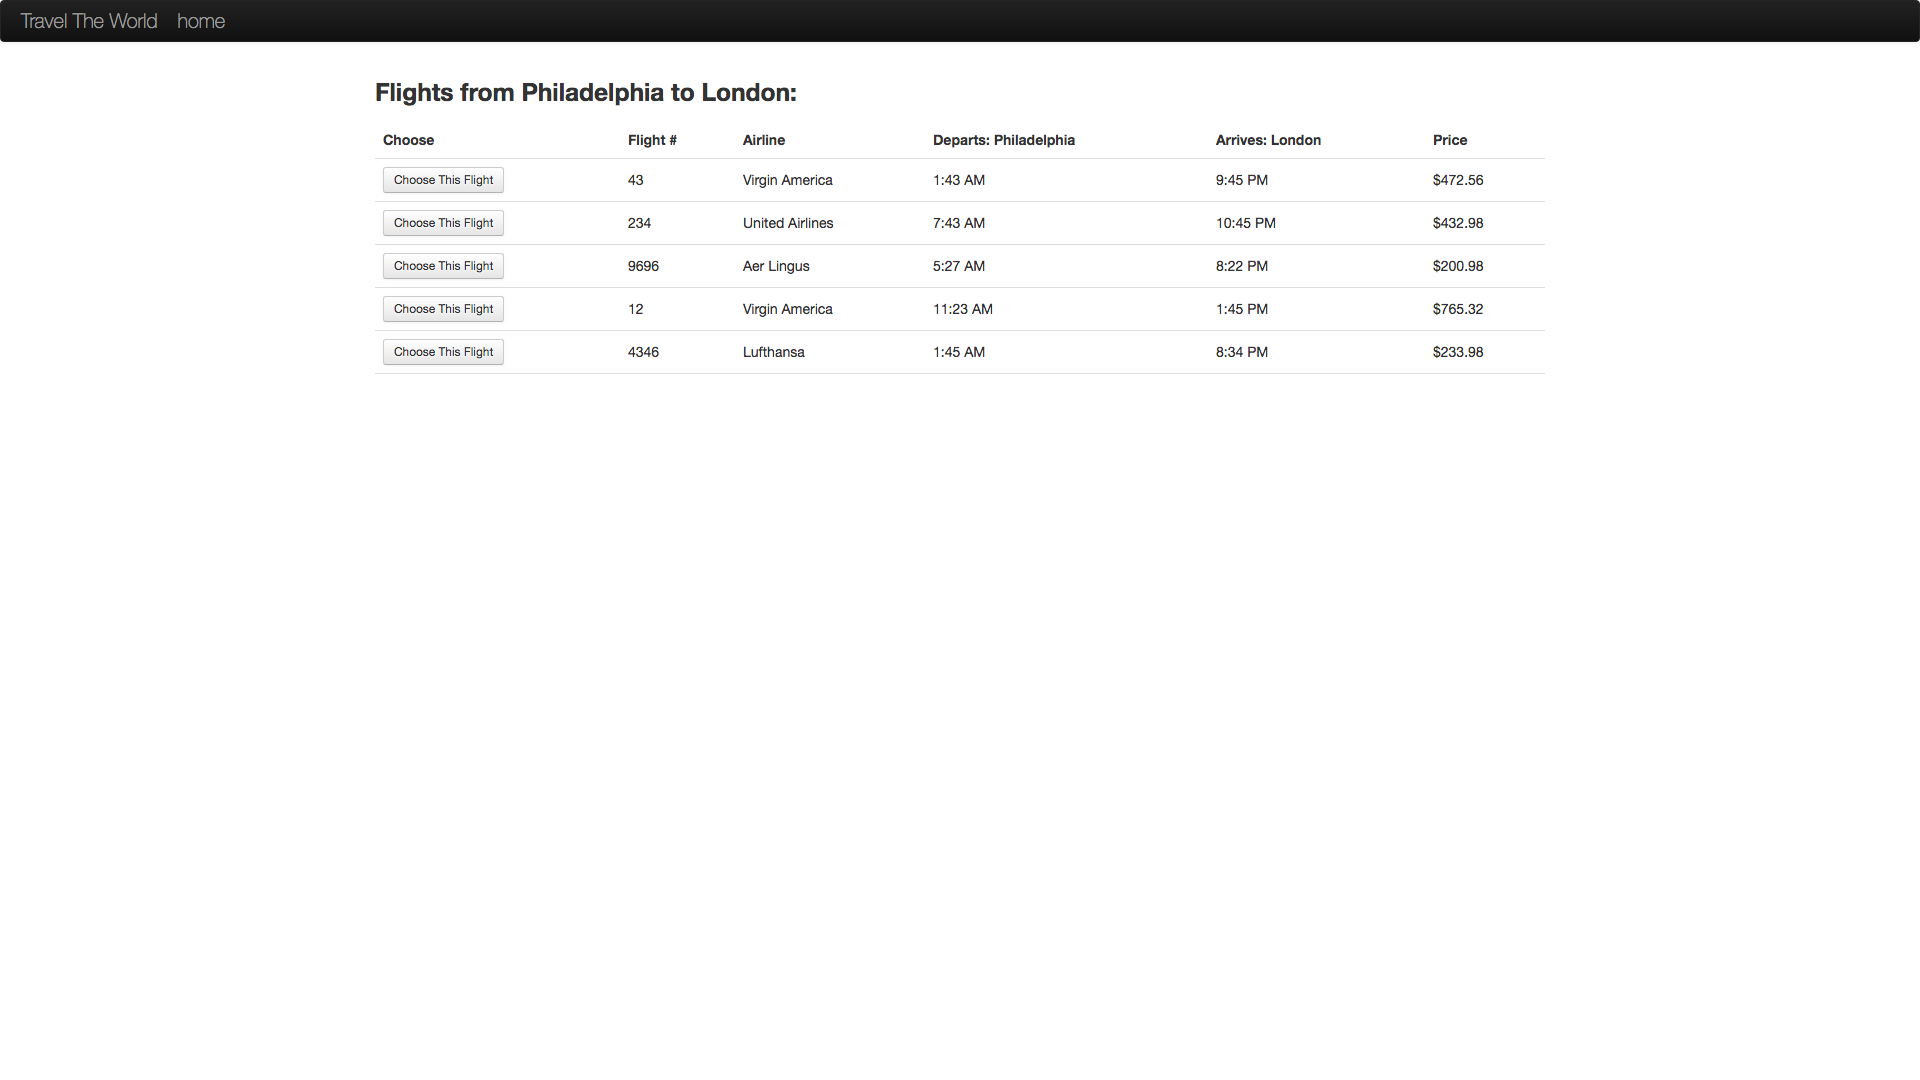 Travel The World home
Flights from Philadelphia to London:
Choose Flight # Airline Departs: Philadelphia Arrives: London Price
Choose This Flight 43 Virgin America 1:43 AM 9:45 PM $472.56
Choose This Flight 234 United Airlines 7:43 AM 10:45 PM $432.98
Choose This Flight 9696 Aer Lingus 5:27 AM 8:22 PM $200.98
Choose This Flight 12 Virgin America 11:23 AM 1:45 PM $765.32
Choose This Flight 4346 Lufthansa 1:45 AM 8:34 PM $233.98